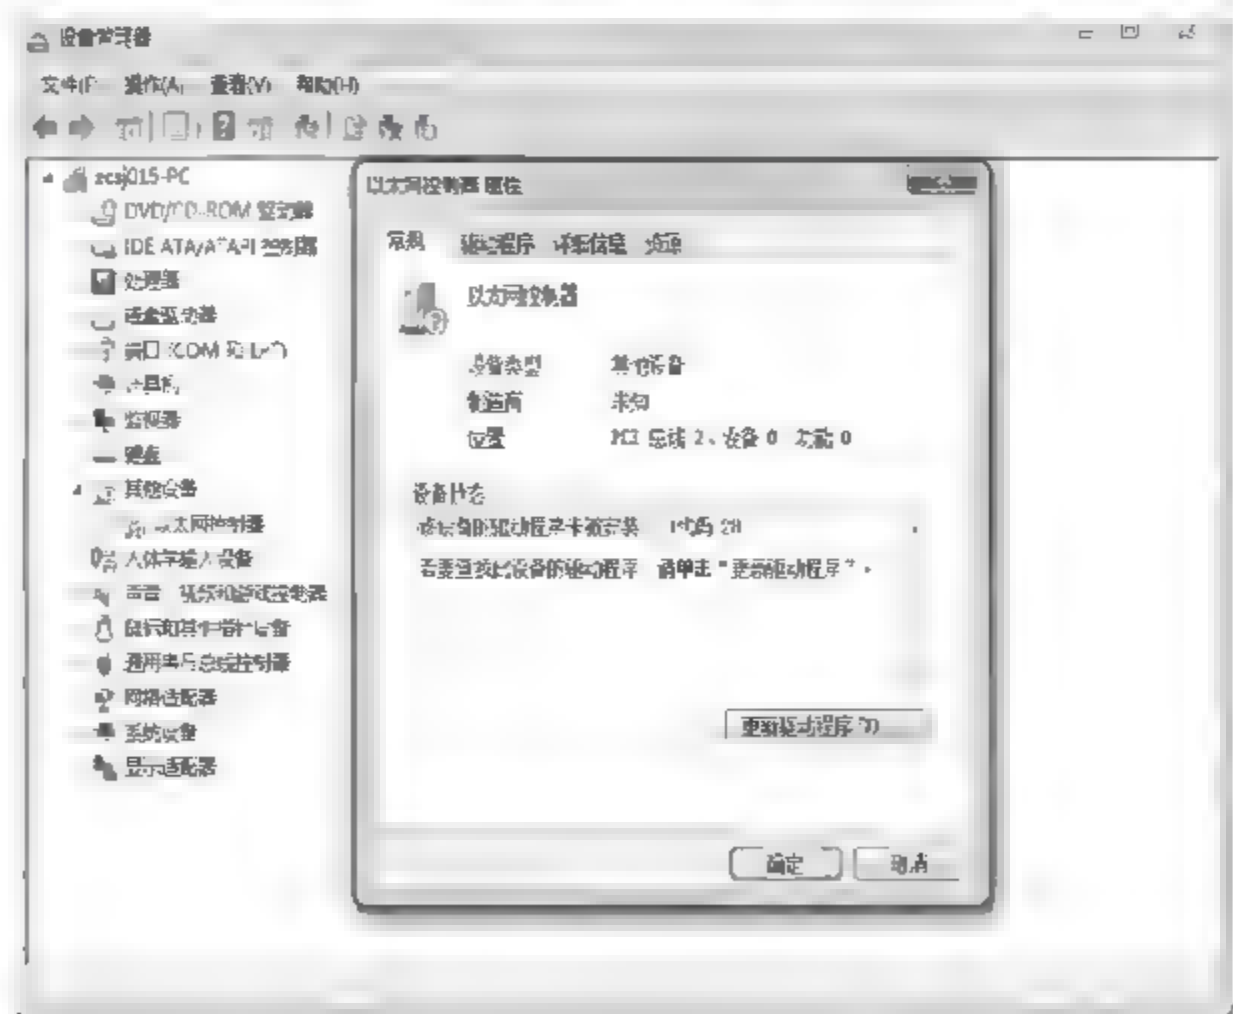 设备管理器
文件(F) 操作(A) 查看(V) 帮助(H)
zcsj015-PC
DVD/CD-ROM 驱动器
IDE ATA/ATAPI 控制器
处理器
磁盘驱动器
端口 (COM 和 LPT)
计算机
监视器
键盘
其他设备
以太网控制器
人体学输入设备
声音、视频和游戏控制器
鼠标和其他指针设备
通用串行总线控制器
网络适配器
系统设备
显示适配器
以太网控制器 属性
常规 驱动程序 详细信息 资源
以太网控制器
设备类型: 其他设备
制造商: 未知
位置: PCI 总线 2、设备 0、功能 0
设备状态
该设备的驱动程序未被安装。 (代码 28)
若要查找此设备的驱动程序，请单击“更新驱动程序”。
更新驱动程序(U)...
确定 取消